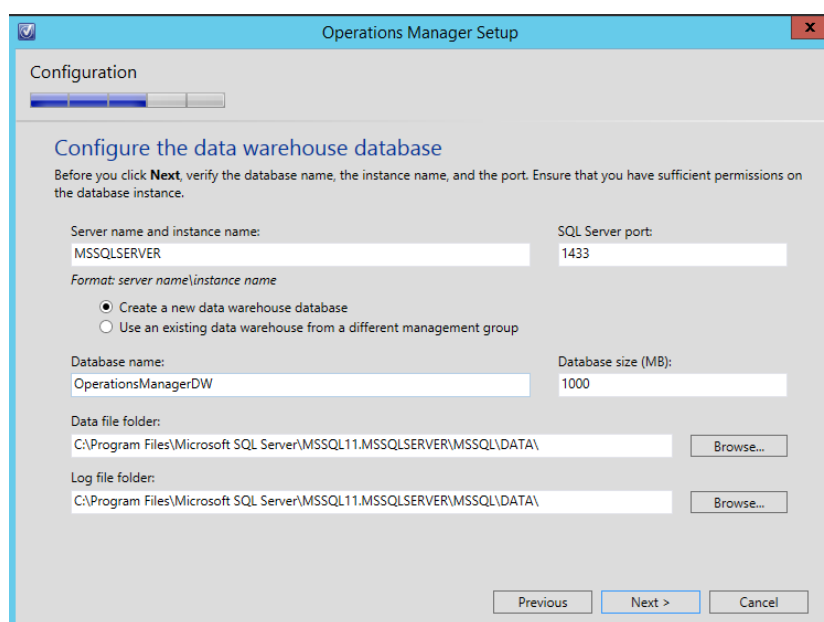 Operations Manager Setup
x
Configuration
Configure the data warehouse database
Before you click Next, verify the database name, the instance name, and the port. Ensure that you have sufficient permissions on
the database instance.
Server name and instance name:
SQL Server port:
MSSQLSERVER
1433
Format: server name\instance name
Create a new data warehouse database
Use an existing data warehouse from a different management group
Database name:
Database size (MB):
OperationsManagerDW
1000
Data file folder:
C:\Program Files\Microsoft SQL Server\MSSQL11.MSSQLSERVER\MSSQL\DATA\
Browse...
Log file folder:
C:\Program Files\Microsoft SQL Server\MSSQL11.MSSQLSERVER\MSSQL\DATA\
Browse...
Previous
Next >
Cancel